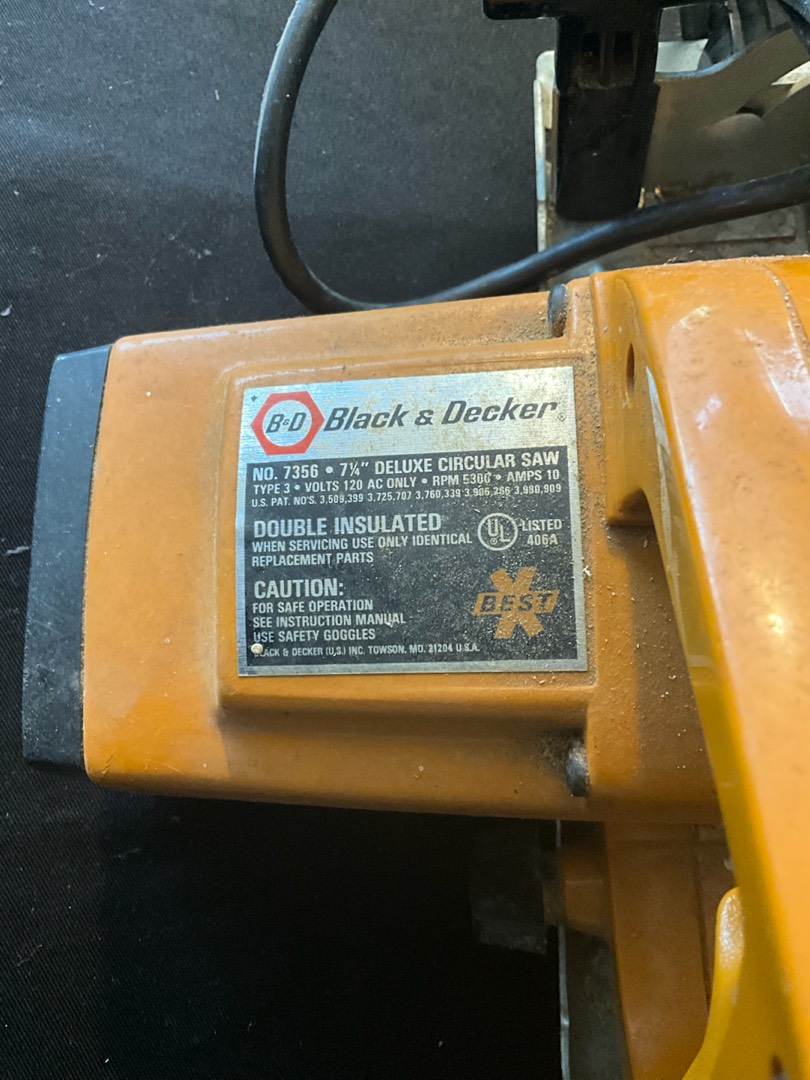 B&D Black & Decker®
NO. 7356 • 7¼" DELUXE CIRCULAR SAW
TYPE 3 • VOLTS 120 AC ONLY • RPM 5300 • AMPS 10
U.S. PAT. NO'S. 3,509,399 3,725,707 3,760,339 3,906,266 3,980,909
DOUBLE INSULATED
WHEN SERVICING USE ONLY IDENTICAL
REPLACEMENT PARTS
UL ® LISTED
406A
CAUTION:
FOR SAFE OPERATION
SEE INSTRUCTION MANUAL
USE SAFETY GOGGLES
BEST
BLACK & DECKER (U.S.) INC. TOWSON, MD. 21204 U.S.A.